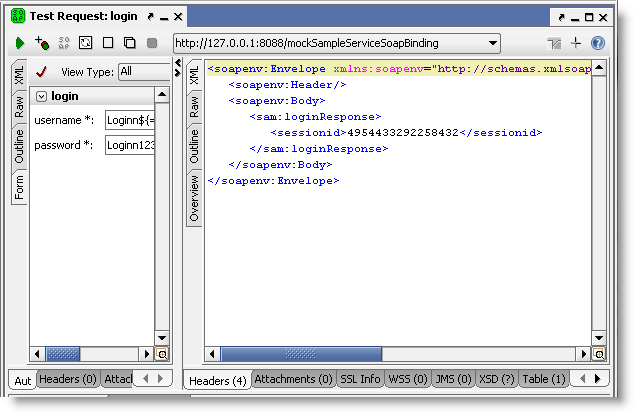 Test Request: login
SO
AP
http://127.0.0.1:8088/mockSampleServiceSoapBinding
XML
Raw
Outline
Form
View Type: All
login
username *: Loginn${=
password *: Loginn123
Aut Headers (0) Attacl
XML
Raw
Outline
Overview
<soapenv:Envelope xmlns:soapenv="http://schemas.xmlsoap
<soapenv:Header/>
<soapenv:Body>
<sam:loginResponse>
<sessionid>4954433292258432</sessionid>
</sam:loginResponse>
</soapenv:Body>
</soapenv:Envelope>
Headers (4) Attachments (0) SSL Info WSS (0) JMS (0) XSD (?) Table (1)